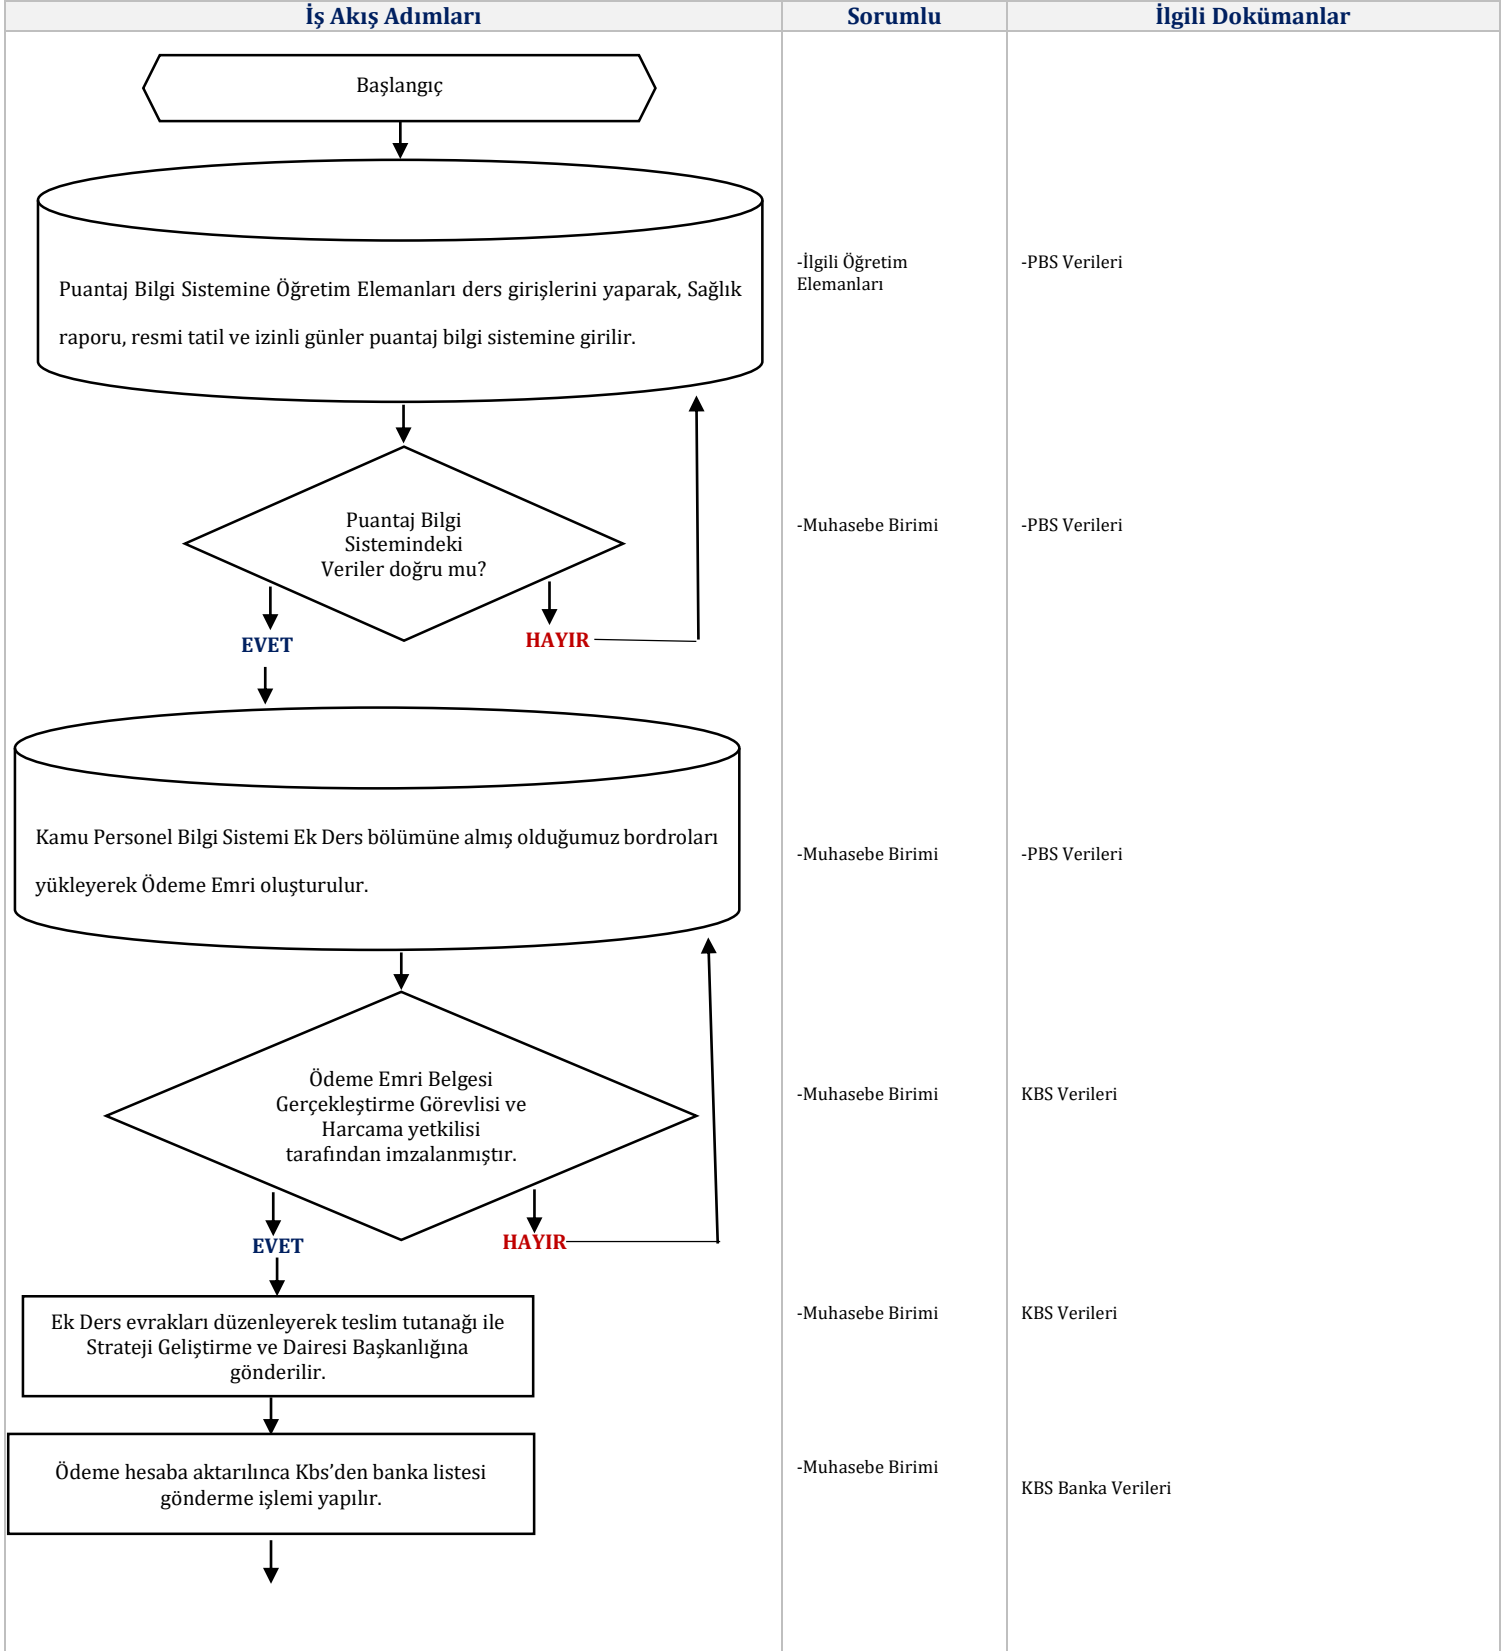 İş Akış Adımları
Sorumlu
İlgili Dokümanlar
Başlangıç
Puantaj Bilgi Sistemine Öğretim Elemanları ders girişlerini yaparak, Sağlık
raporu, resmi tatil ve izinli günler puantaj bilgi sistemine girilir.
-İlgili Öğretim
Elemanları
-PBS Verileri
Puantaj Bilgi
Sistemindeki
Veriler doğru mu?
-Muhasebe Birimi
-PBS Verileri
EVET
HAYIR
Kamu Personel Bilgi Sistemi Ek Ders bölümüne almış olduğumuz bordroları
yükleyerek Ödeme Emri oluşturulur.
-Muhasebe Birimi
-PBS Verileri
Ödeme Emri Belgesi
Gerçekleştirme Görevlisi ve
Harcama yetkilisi
tarafından imzalanmıştır.
-Muhasebe Birimi
KBS Verileri
EVET
HAYIR
Ek Ders evrakları düzenleyerek teslim tutanağı ile
Strateji Geliştirme ve Dairesi Başkanlığına
gönderilir.
-Muhasebe Birimi
KBS Verileri
Ödeme hesaba aktarılınca Kbs’den banka listesi
gönderme işlemi yapılır.
-Muhasebe Birimi
KBS Banka Verileri